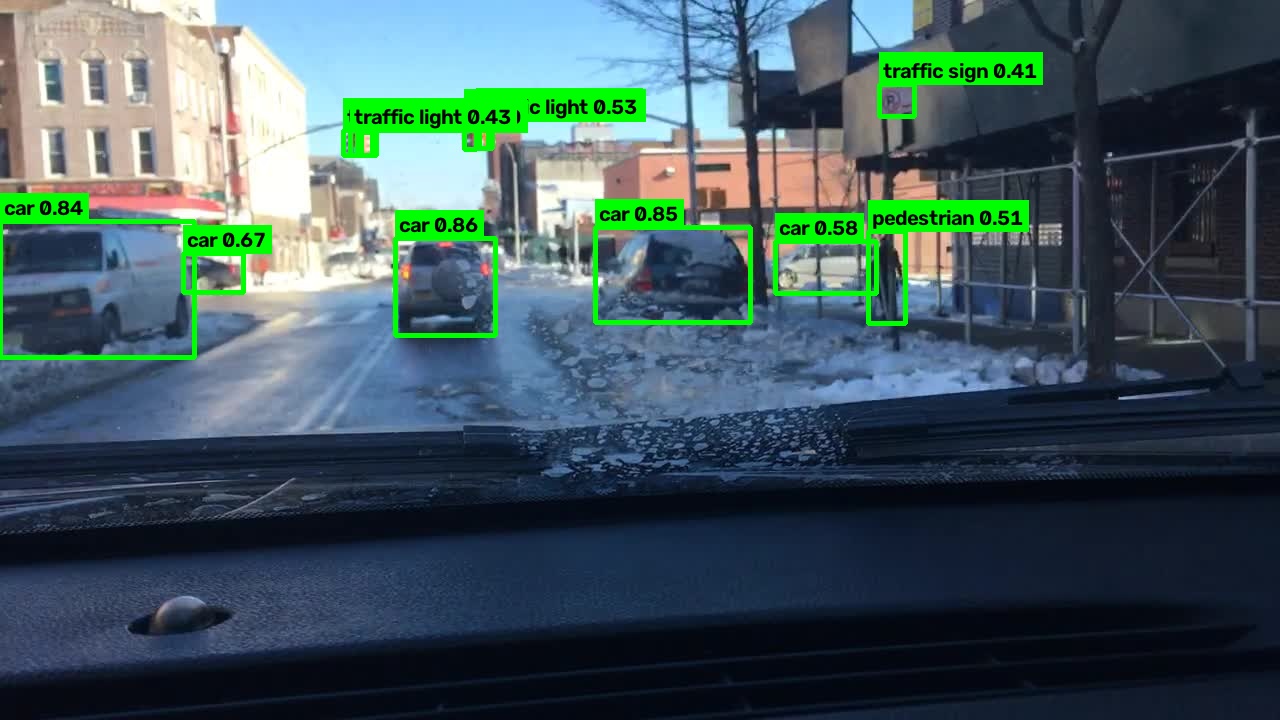 traffic sign 0.41
traffic light 0.43
c light 0.53
car 0.84
car 0.67
car 0.86
car 0.85
car 0.58
pedestrian 0.51
P